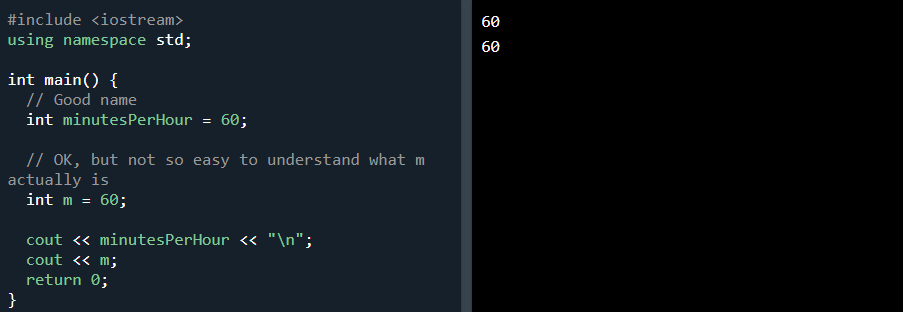 #include <iostream>
using namespace std;
int main() {
  // Good name
  int minutesPerHour = 60;
  // OK, but not so easy to understand what m
actually is
  int m = 60;
  cout << minutesPerHour << "\n";
  cout << m;
  return 0;
}
60
60